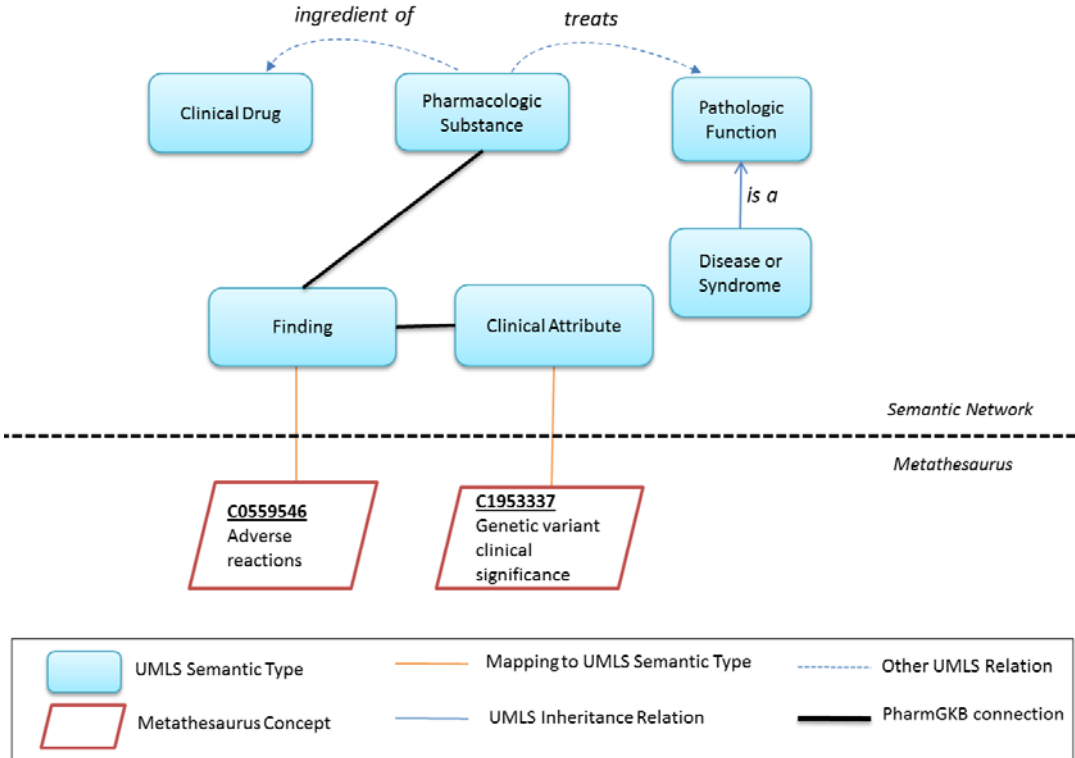 ingredient of
treats
Clinical Drug
Pharmacologic
Substance
Pathologic
Function
is a
Disease or
Syndrome
Finding
Clinical Attribute
Semantic Network
Metathesaurus
C0559546
Adverse
reactions
C1953337
Genetic variant
clinical
significance
UMLS Semantic Type
Mapping to UMLS Semantic Type
Other UMLS Relation
Metathesaurus Concept
UMLS Inheritance Relation
PharmGKB connection